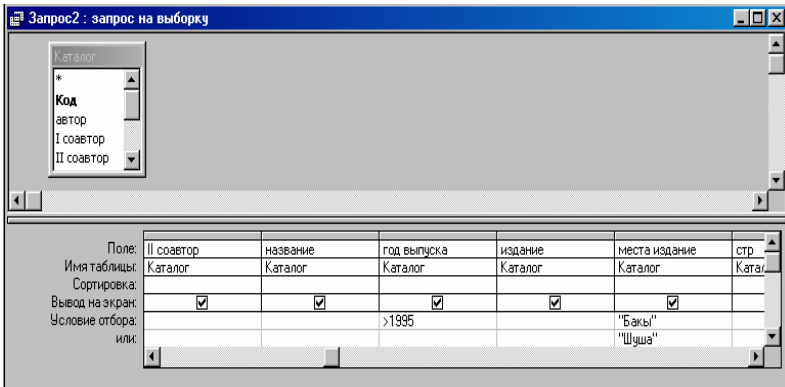 Запрос2 : запрос на выборку
Каталог
*
Код
автор
I соавтор
II соавтор
Поле: II соавтор название год выпуска издание места издание стр
Имя таблицы: Каталог Каталог Каталог Каталог Каталог Катал
Сортировка:
Вывод на экран:
Условие отбора: >1995 "Бакы"
или: "Шуша"